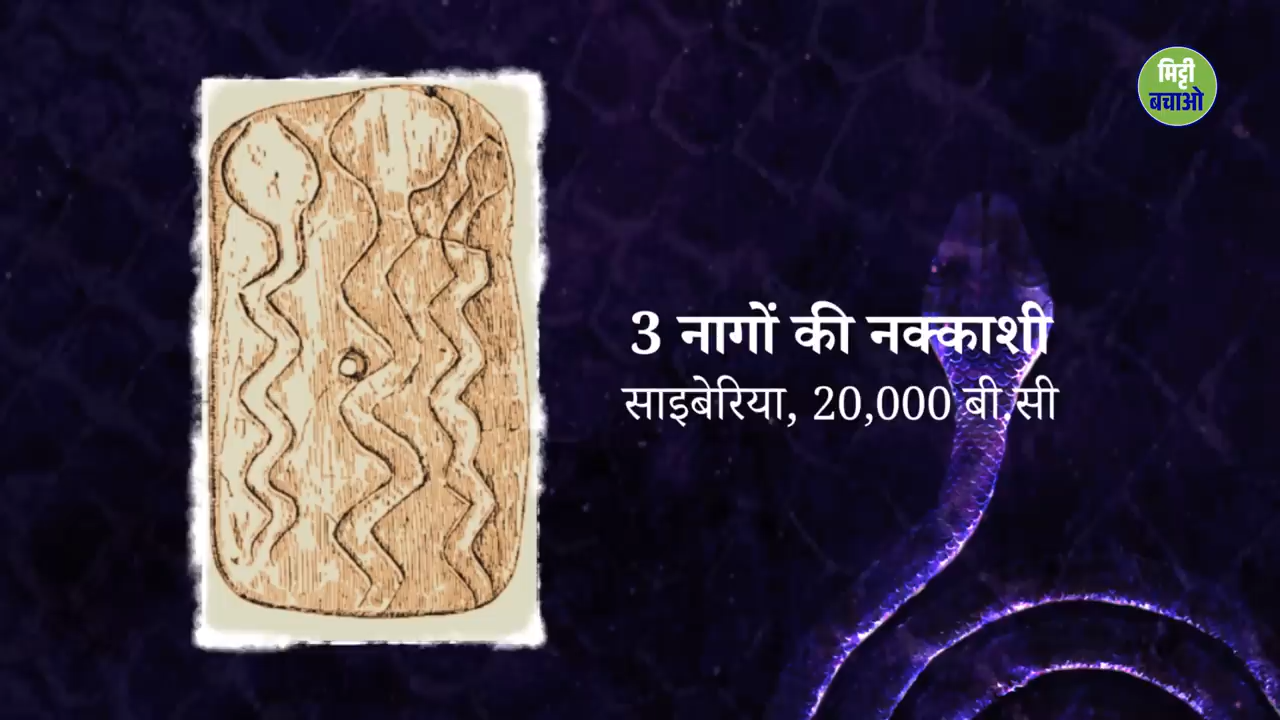 मिट्टी
बचाओ
3 नागों की नक्काशी
साइबेरिया, 20,000 बी.सी